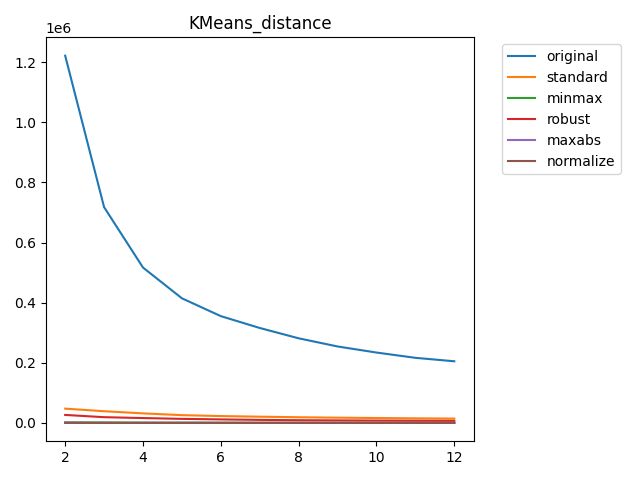 KMeans_distance
1e6
1.2
1.0
0.8
0.6
0.4
0.2
0.0
2 4 6 8 10 12
original
standard
minmax
robust
maxabs
normalize